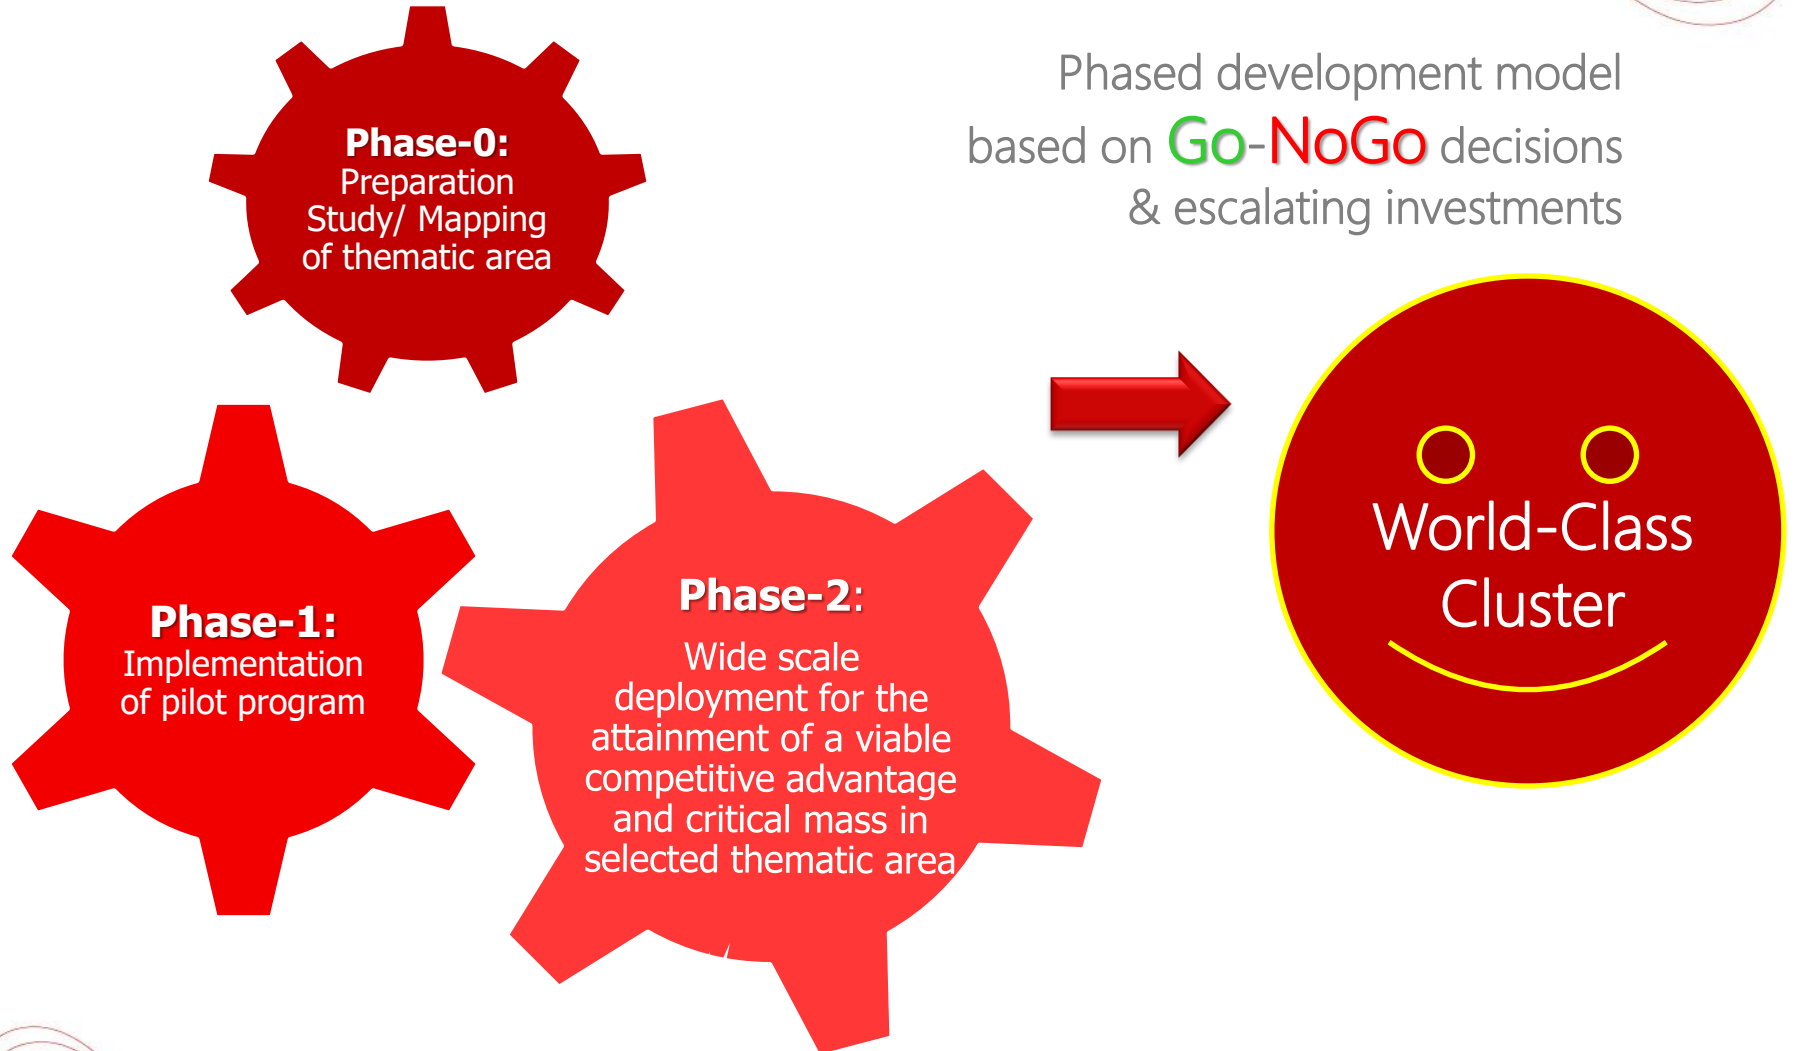 Phased development model
based on Go-NoGo decisions
& escalating investments
Phase-0:
Preparation
Study/ Mapping
of thematic area
Phase-1:
Implementation
of pilot program
Phase-2:
Wide scale
deployment for the
attainment of a viable
competitive advantage
and critical mass in
selected thematic area
World-Class
Cluster